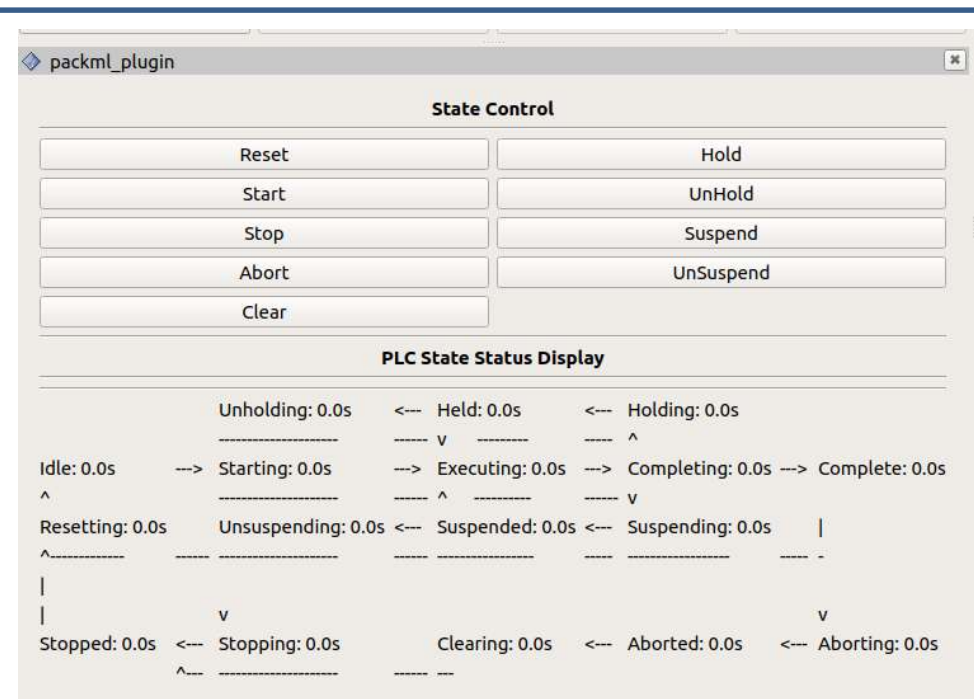 packml_plugin
State Control
Reset Hold
Start UnHold
Stop Suspend
Abort UnSuspend
Clear
PLC State Status Display
Unholding: 0.0s <--- Held: 0.0s <--- Holding: 0.0s
--------------------- ------ v --------- ----- ^
Idle: 0.0s ---> Starting: 0.0s ---> Executing: 0.0s ---> Completing: 0.0s ---> Complete: 0.0s
^ --------------------- ------ ^ ---------- ------ v
Resetting: 0.0s Unsuspending: 0.0s <--- Suspended: 0.0s <--- Suspending: 0.0s |
^------------- ------ --------------------- ------ ----------------- ----- ------------------ ----- -
|
| v v
Stopped: 0.0s <--- Stopping: 0.0s Clearing: 0.0s <--- Aborted: 0.0s <--- Aborting: 0.0s
^--- --------------------- ------ ---